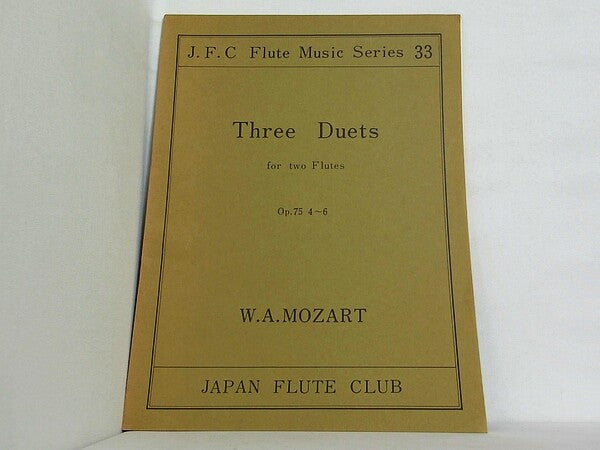 J.F.C Flute Music Series 33
Three Duets
for two Flutes
Op.75 4~6
W.A.MOZART
JAPAN FLUTE CLUB